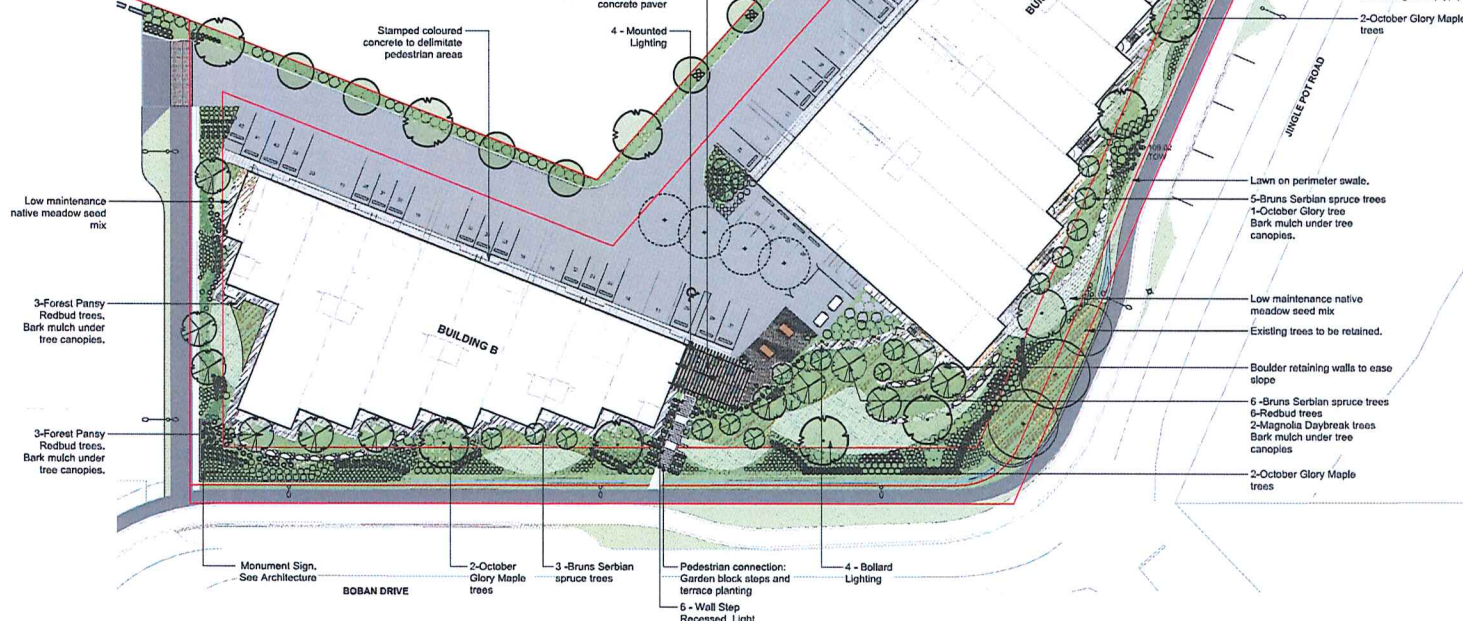 concrete paver
Stamped coloured
concrete to delimitate
pedestrian areas
4 - Mounted
Lighting
2-October Glory Maple
trees
JINGLE POT ROAD
109.02
TOW
Low maintenance
native meadow seed
mix
Lawn on perimeter swale.
5-Bruns Serbian spruce trees
1-October Glory tree
Bark mulch under tree
canopies.
3-Forest Pansy
Redbud trees.
Bark mulch under
tree canopies.
BUILDING B
Low maintenance native
meadow seed mix
Existing trees to be retained.
Boulder retaining walls to ease
slope
6 -Bruns Serbian spruce trees
6-Redbud trees
2-Magnolia Daybreak trees
Bark mulch under tree
canopies
3-Forest Pansy
Redbud trees.
Bark mulch under
tree canopies.
2-October Glory Maple
trees
Monument Sign.
See Architecture
BOBAN DRIVE
2-October
Glory Maple
trees
3 -Bruns Serbian
spruce trees
Pedestrian connection:
Garden block steps and
terrace planting
4 - Bollard
Lighting
6 - Wall Step
Recessed Light